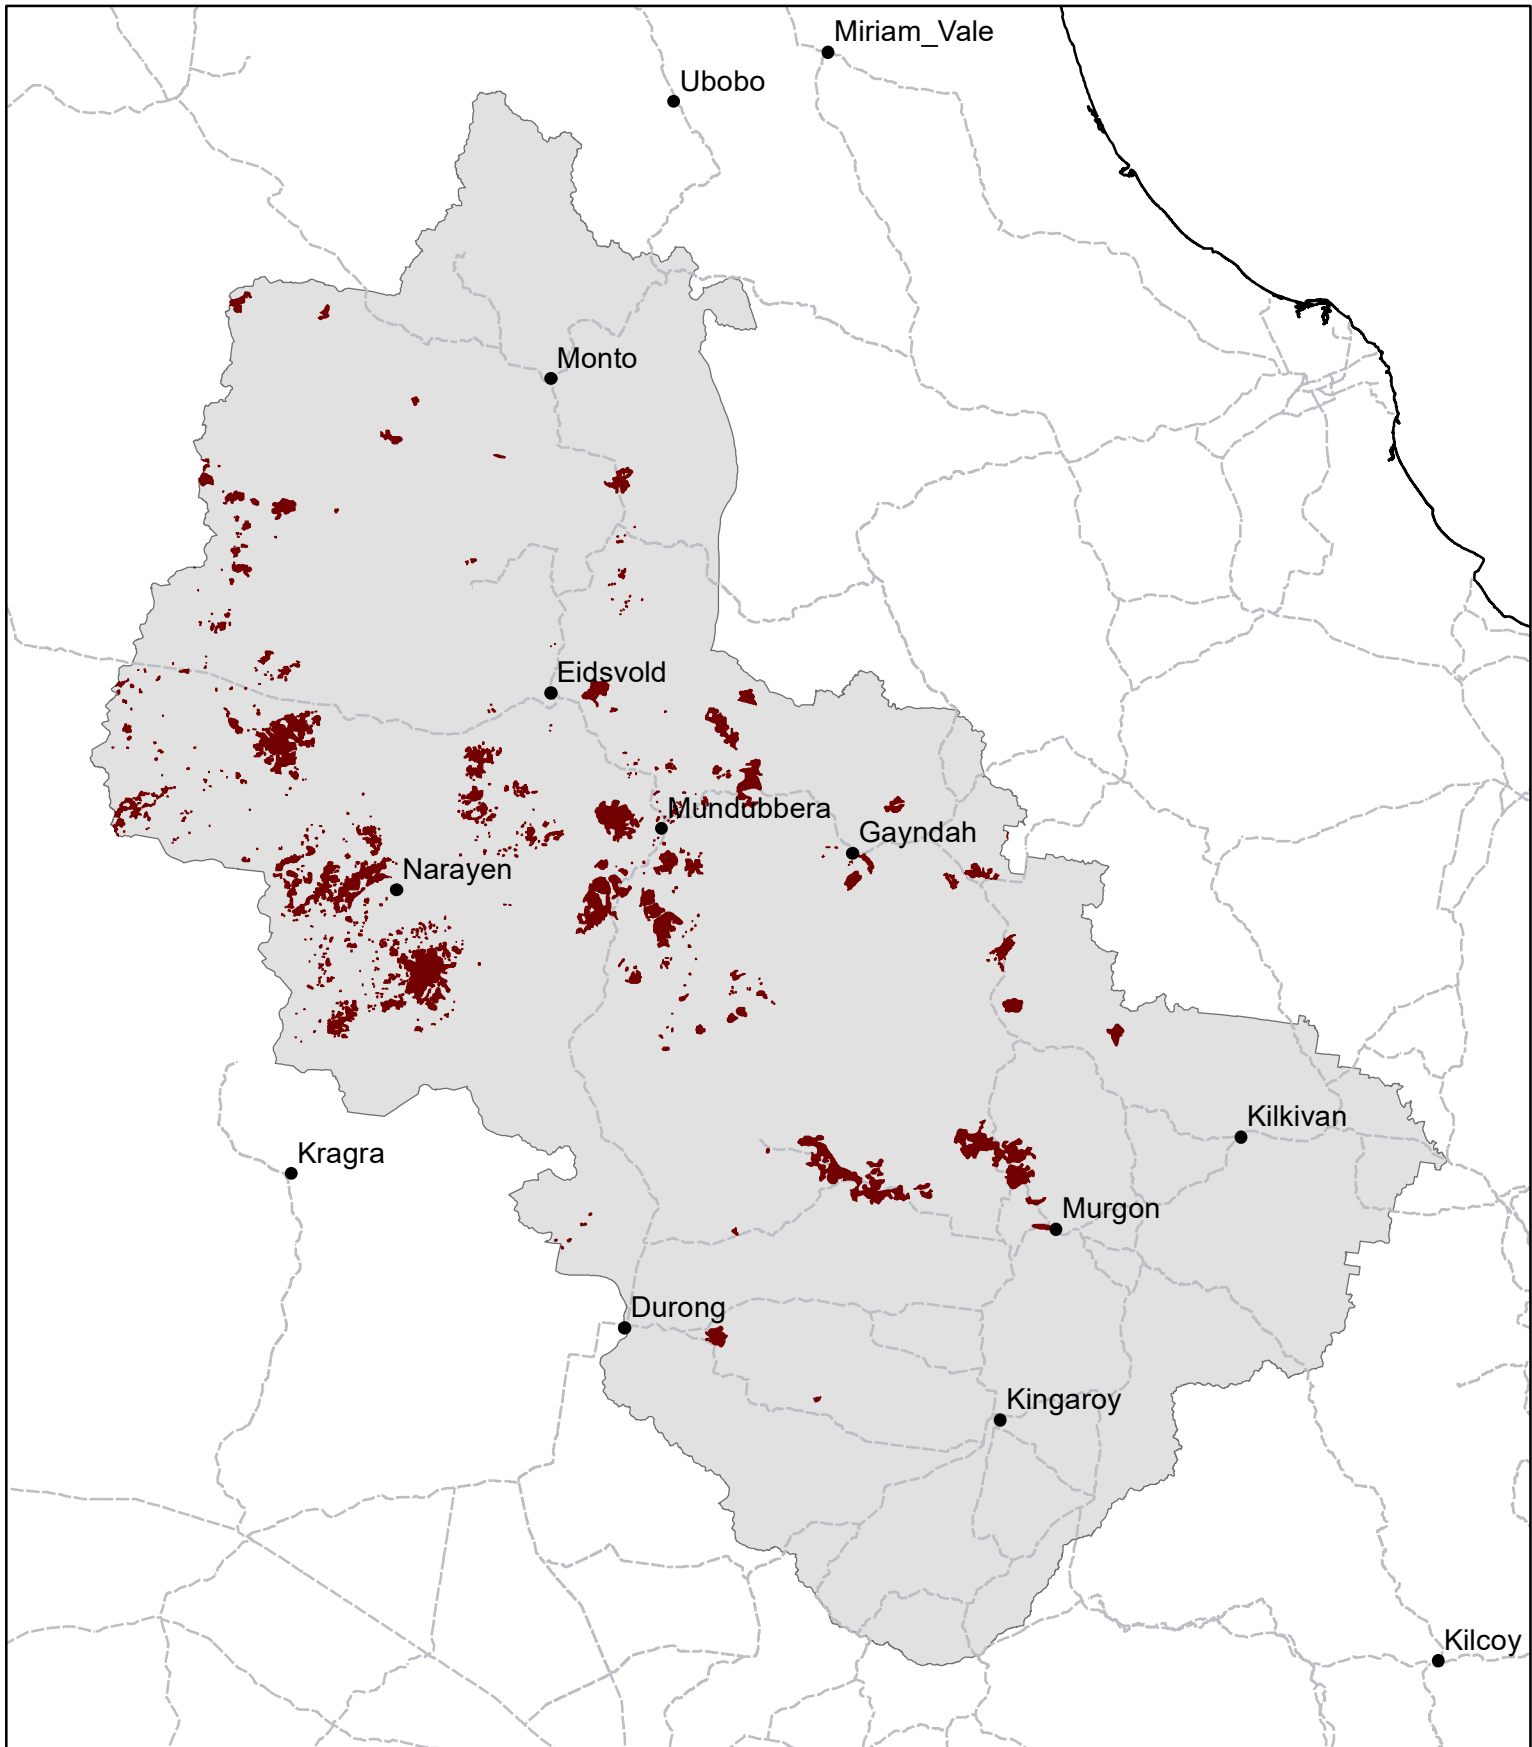 Miriam_Vale
Ubobo
Monto
Eidsvold
Mundubbera
Gayndah
Narayen
Kilkivan
Kragra
Murgon
Durong
Kingaroy
Kilcoy